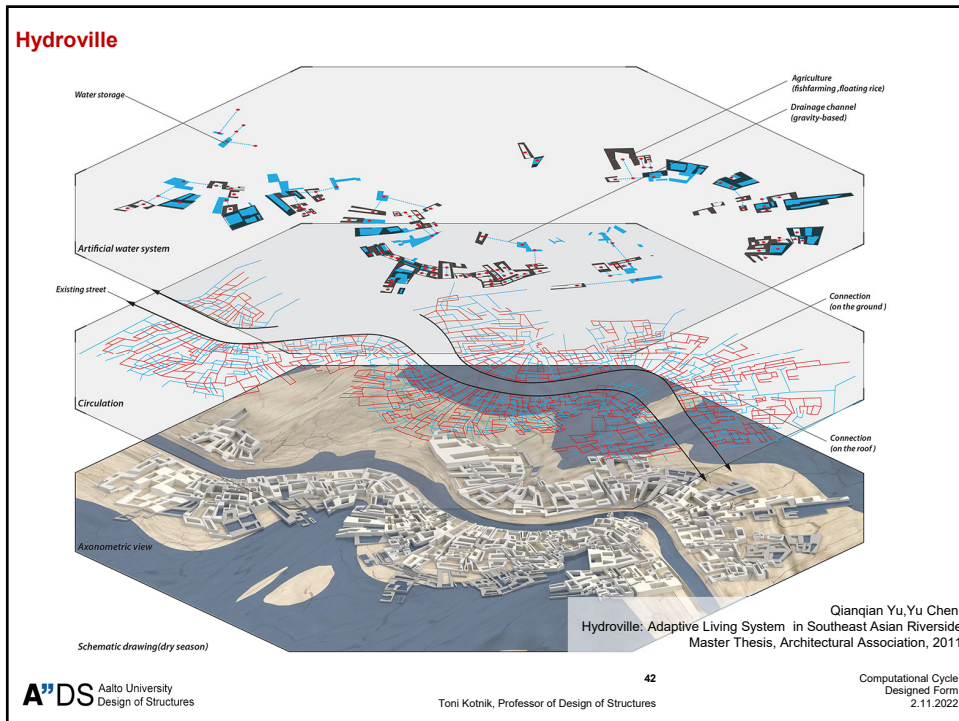 Hydroville
Water storage
Agriculture
(fishfarming ,floating rice)
Drainage channel
(gravity-based)
Artificial water system
Existing street
Connection
(on the ground )
Circulation
Connection
(on the roof )
Axonometric view
Schematic drawing(dry season)
Qianqian Yu,Yu Chen
Hydroville: Adaptive Living System in Southeast Asian Riverside
Master Thesis, Architectural Association, 2011
A”DS Aalto University
Design of Structures
42
Toni Kotnik, Professor of Design of Structures
Computational Cycle
Designed Form
2.11.2022